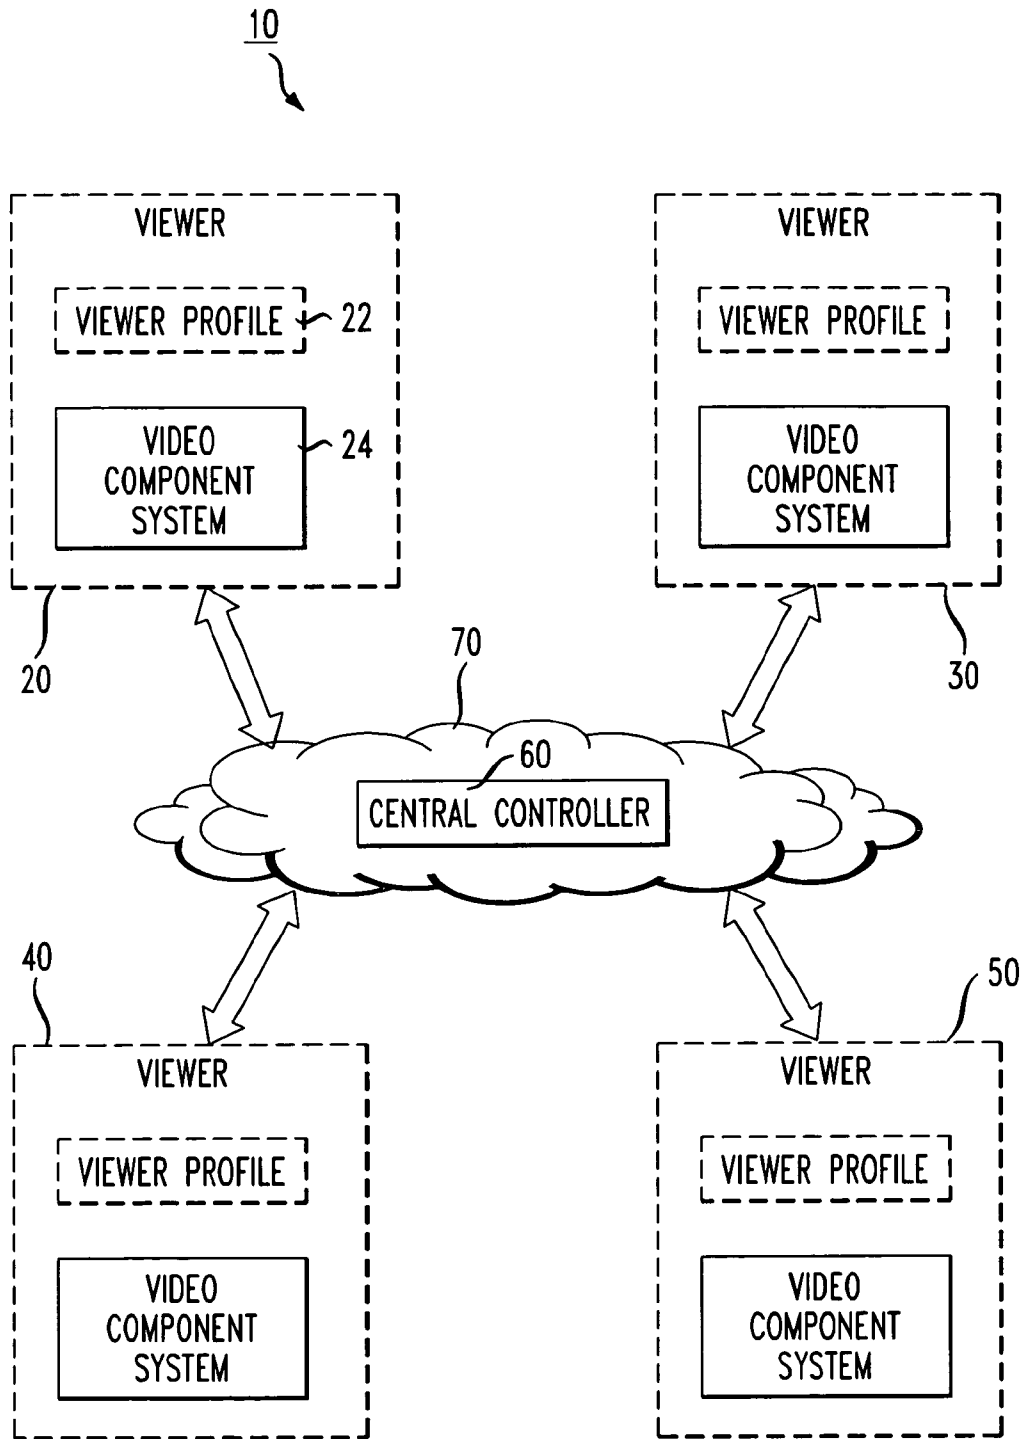 10
VIEWER
VIEWER PROFILE
22
VIDEO
COMPONENT
SYSTEM
24
20
VIEWER
VIEWER PROFILE
VIDEO
COMPONENT
SYSTEM
30
70
60
CENTRAL CONTROLLER
40
VIEWER
VIEWER PROFILE
VIDEO
COMPONENT
SYSTEM
50
VIEWER
VIEWER PROFILE
VIDEO
COMPONENT
SYSTEM